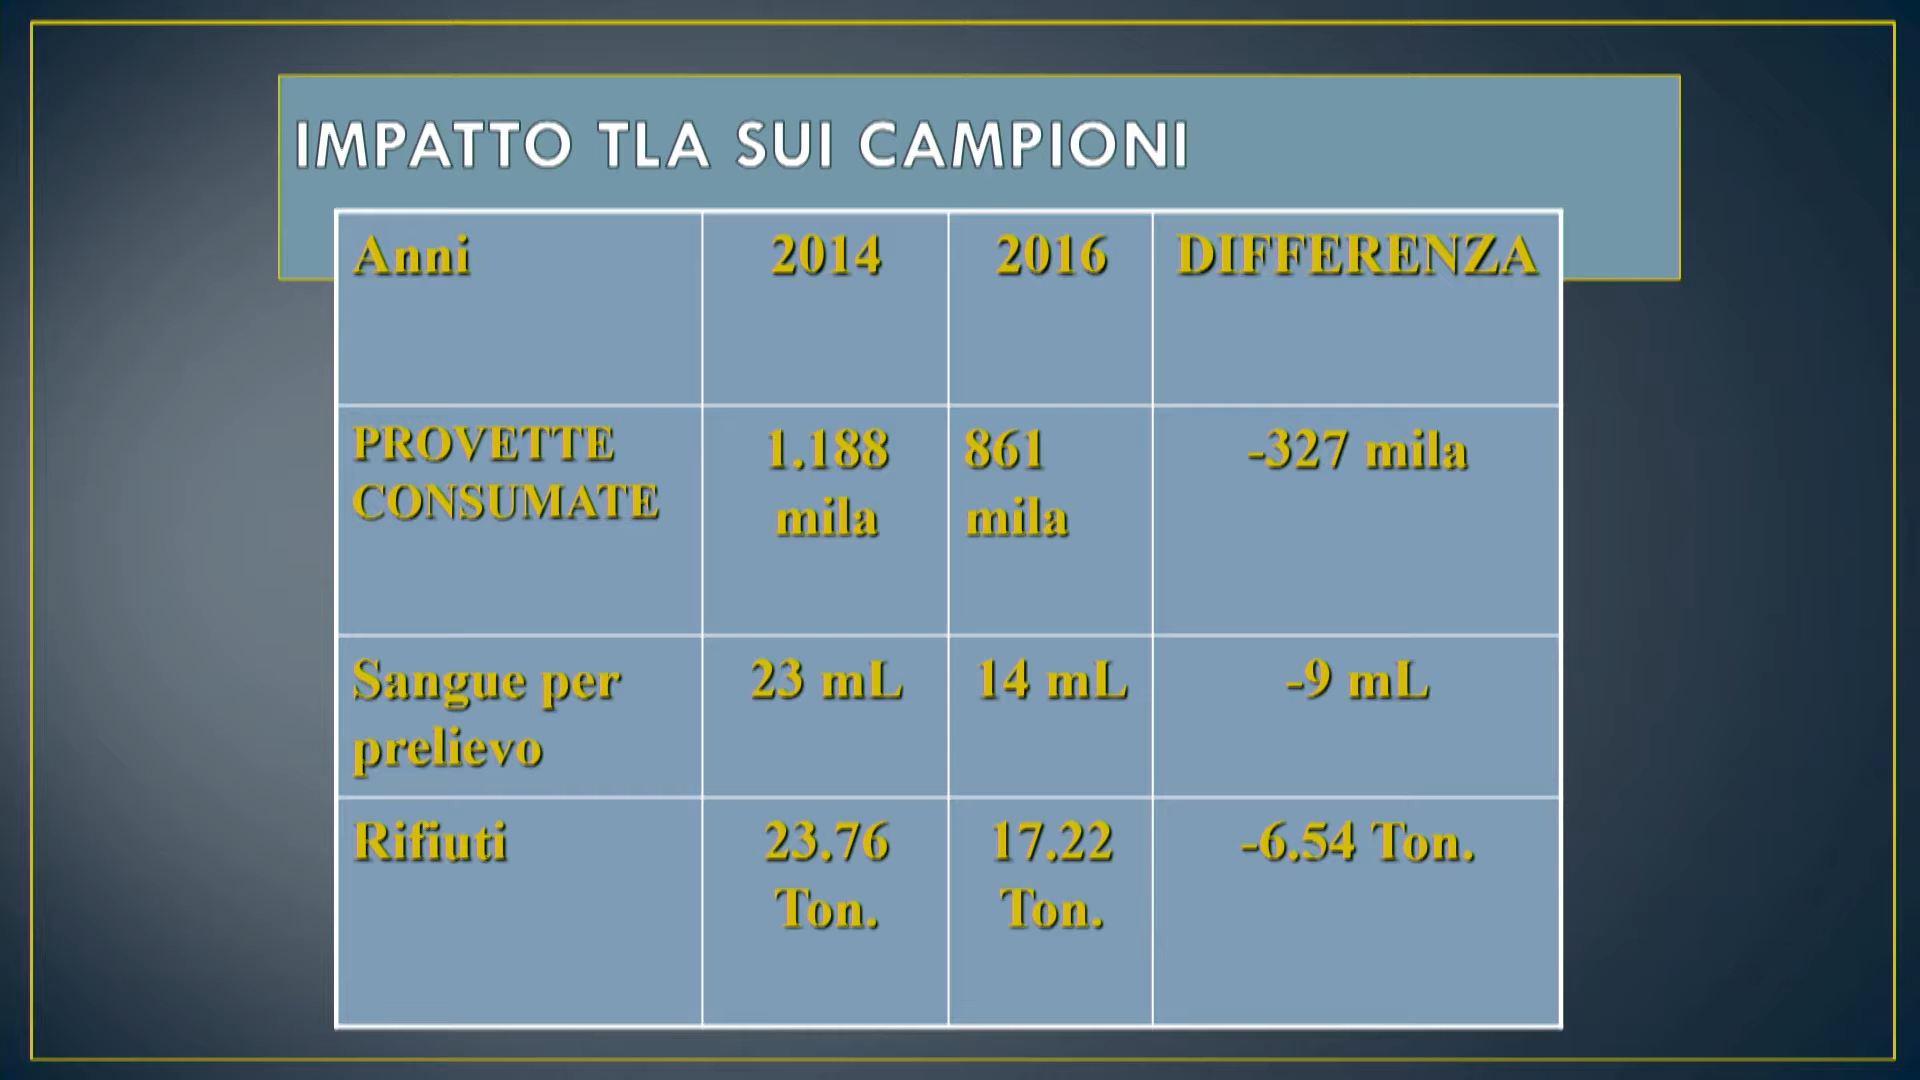 IMPATTO TLA SUI CAMPIONI
Anni 2014 2016 DIFFERENZA
PROVETTE CONSUMATE 1.188 mila 861 mila -327 mila
Sangue per prelievo 23 mL 14 mL -9 mL
Rifiuti 23.76 Ton. 17.22 Ton. -6.54 Ton.